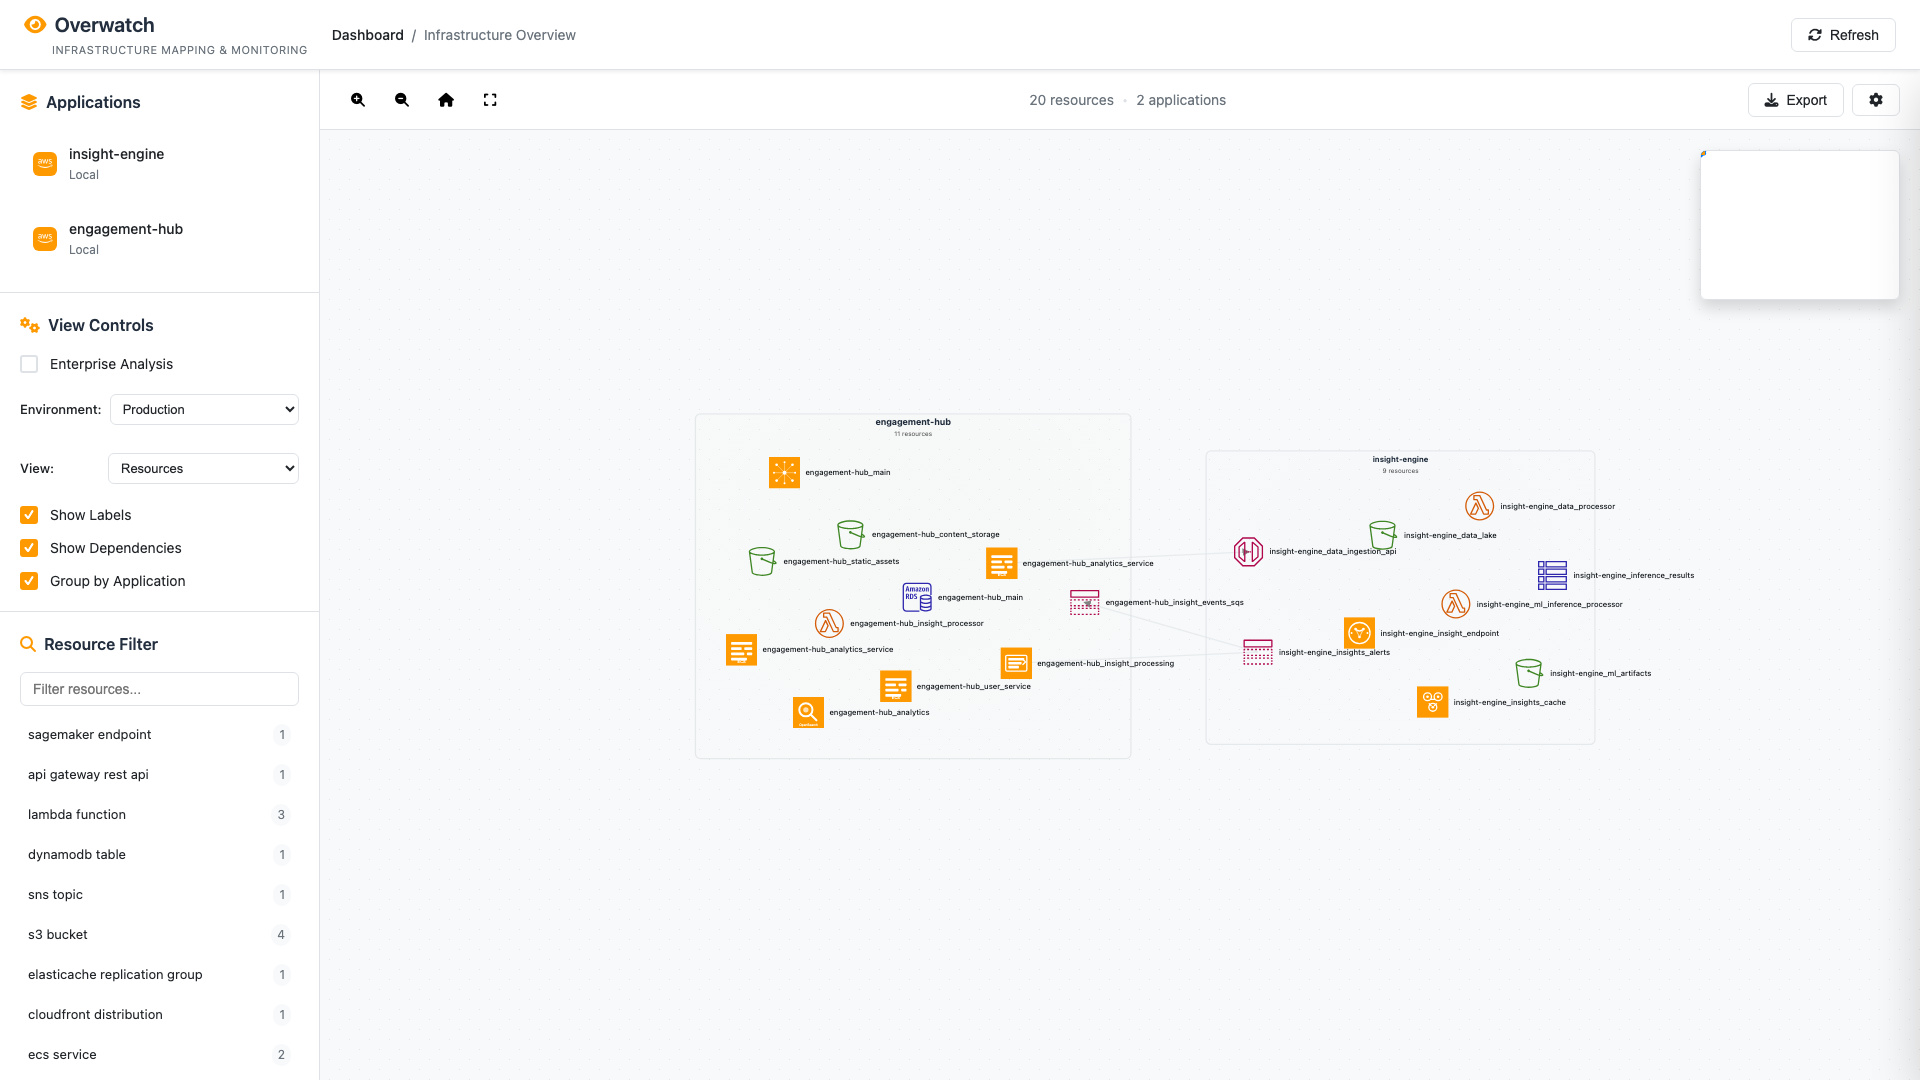 Overwatch
INFRASTRUCTURE MAPPING & MONITORING
Dashboard / Infrastructure Overview
Refresh
Applications
insight-engine
Local
engagement-hub
Local
View Controls
Enterprise Analysis
Environment: Production
View: Resources
Show Labels
Show Dependencies
Group by Application
Resource Filter
Filter resources...
sagemaker endpoint 1
api gateway rest api 1
lambda function 3
dynamodb table 1
sns topic 1
s3 bucket 4
elasticache replication group 1
cloudfront distribution 1
ecs service 2
20 resources · 2 applications
Export
engagement-hub
11 resources
engagement-hub_main
engagement-hub_content_storage
engagement-hub_static_assets
engagement-hub_analytics_service
Amazon
RDS
engagement-hub_main
engagement-hub_insight_events_sqs
engagement-hub_insight_processor
engagement-hub_analytics_service
engagement-hub_insight_processing
engagement-hub_user_service
engagement-hub_analytics
insight-engine
9 resources
insight-engine_data_processor
insight-engine_data_lake
insight-engine_data_ingestion_api
insight-engine_inference_results
insight-engine_ml_inference_processor
insight-engine_insight_endpoint
insight-engine_insights_alerts
insight-engine_ml_artifacts
insight-engine_insights_cache